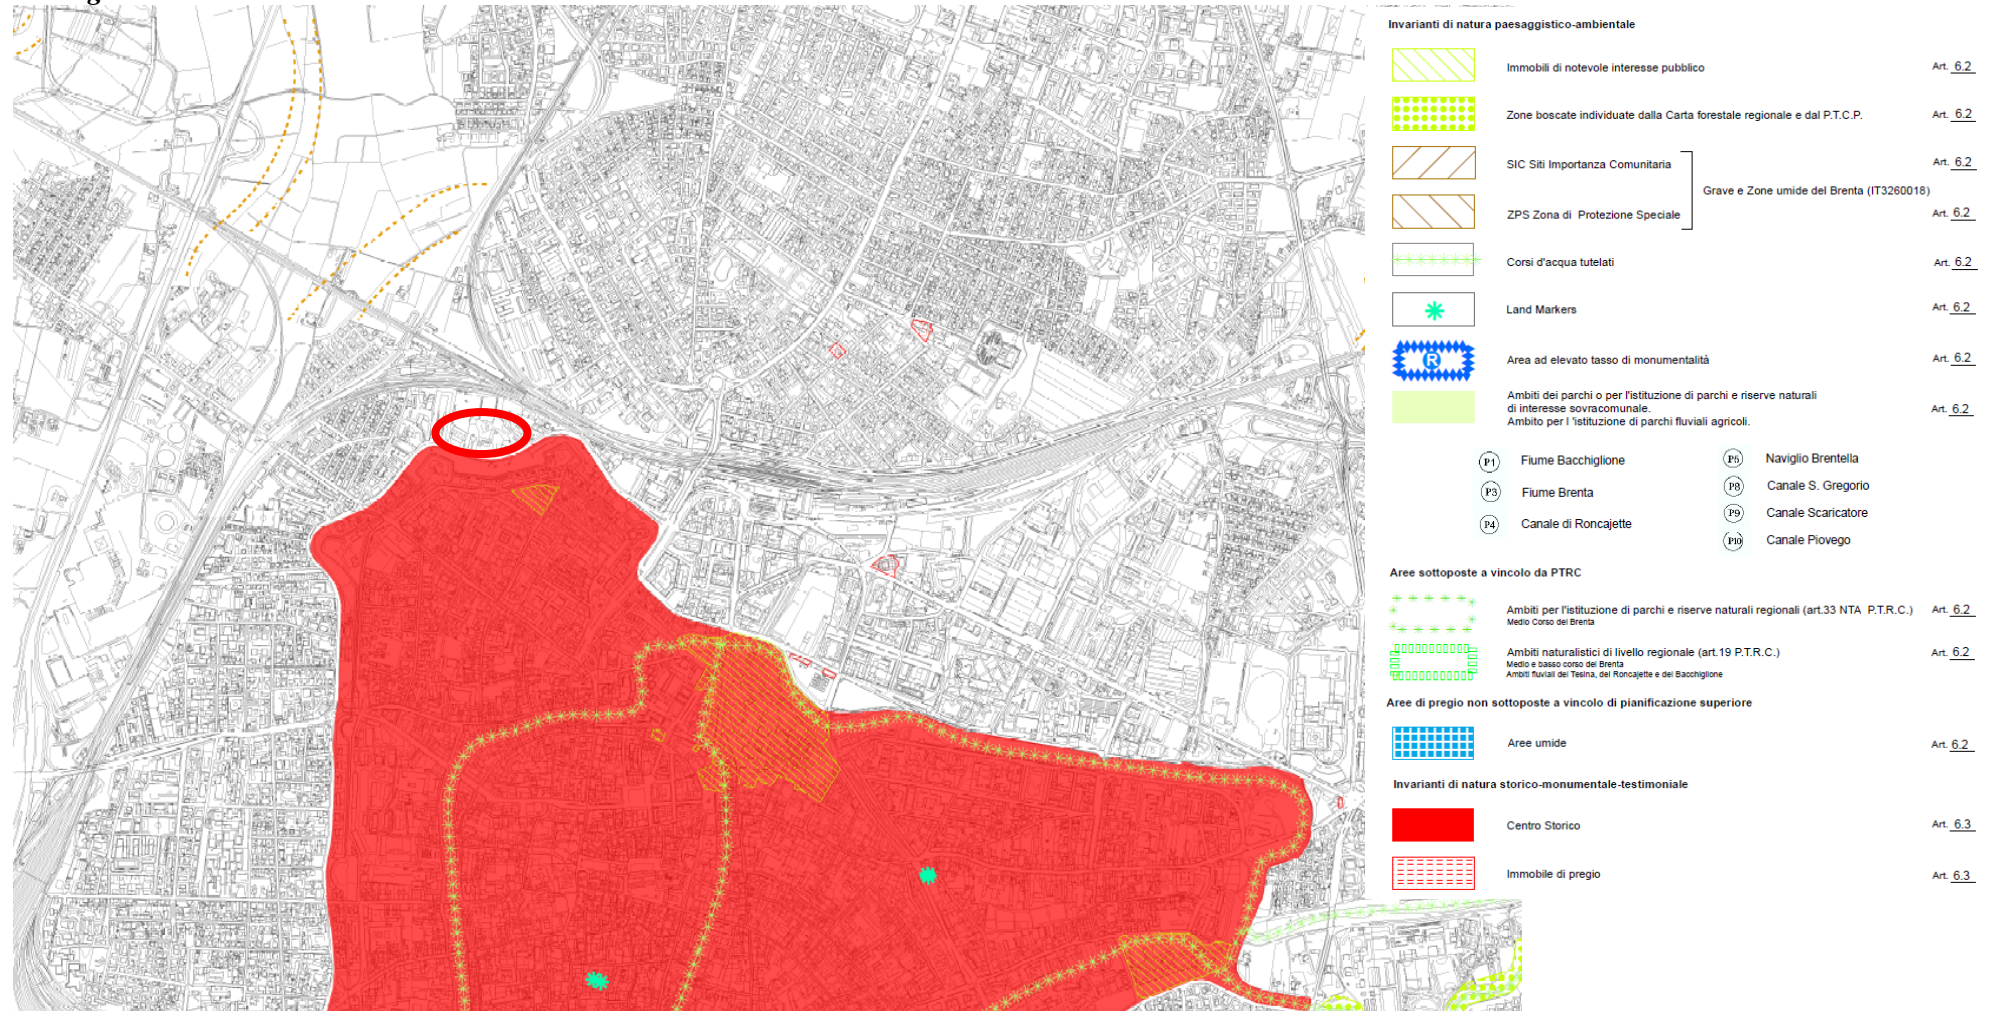 Invarianti di natura paesaggistico-ambientale
Immobili di notevole interesse pubblico Art. 6.2
Zone boscate individuate dalla Carta forestale regionale e dal P.T.C.P. Art. 6.2
SIC Siti Importanza Comunitaria Art. 6.2
Grave e Zone umide del Brenta (IT3260018)
ZPS Zona di Protezione Speciale Art. 6.2
Corsi d'acqua tutelati Art. 6.2
Land Markers Art. 6.2
R Area ad elevato tasso di monumentalità Art. 6.2
Ambiti dei parchi o per l'istituzione di parchi e riserve naturali
di interesse sovracomunale. Art. 6.2
Ambito per l 'istituzione di parchi fluviali agricoli.
P1 Fiume Bacchiglione P5 Naviglio Brentella
P3 Fiume Brenta P8 Canale S. Gregorio
P4 Canale di Roncajette P9 Canale Scaricatore
P10 Canale Piovego
Aree sottoposte a vincolo da PTRC
Ambiti per l'istituzione di parchi e riserve naturali regionali (art.33 NTA P.T.R.C.) Art. 6.2
Medio Corso del Brenta
Ambiti naturalistici di livello regionale (art.19 P.T.R.C.) Art. 6.2
Medio e basso corso del Brenta
Ambiti fluviali del Tesina, del Roncajette e del Bacchiglione
Aree di pregio non sottoposte a vincolo di pianificazione superiore
Aree umide Art. 6.2
Invarianti di natura storico-monumentale-testimoniale
Centro Storico Art. 6.3
Immobile di pregio Art. 6.3